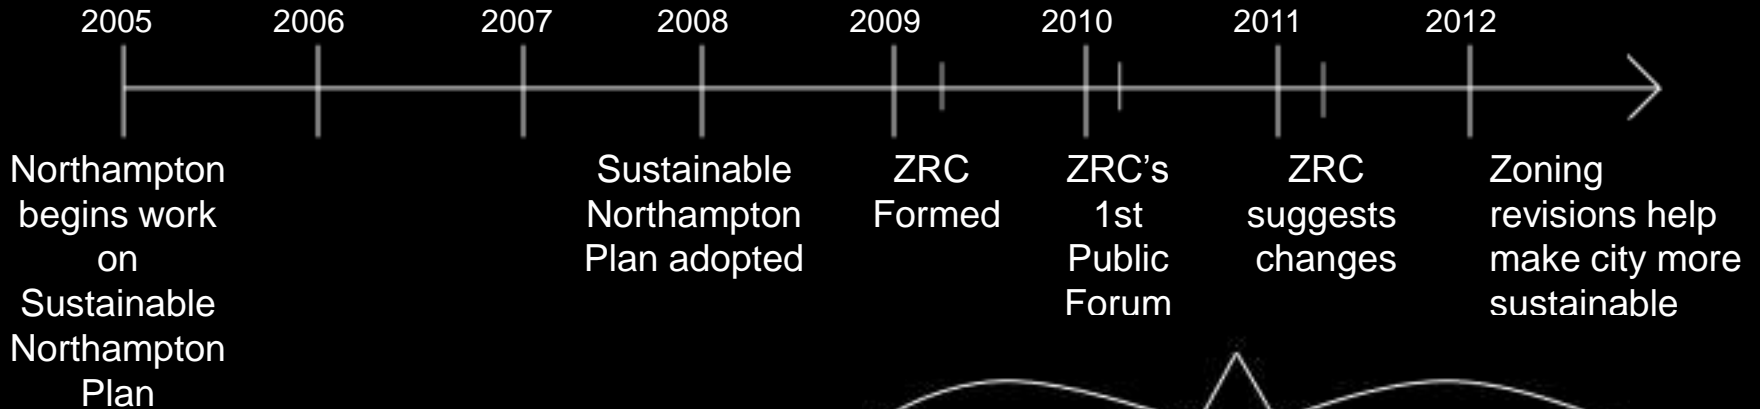 2005 2006 2007 2008 2009 2010 2011 2012
Northampton
begins work
on
Sustainable
Northampton
Plan
Sustainable
Northampton
Plan adopted
ZRC
Formed
ZRC’s
1st
Public
Forum
ZRC
suggests
changes
Zoning
revisions help
make city more
sustainable